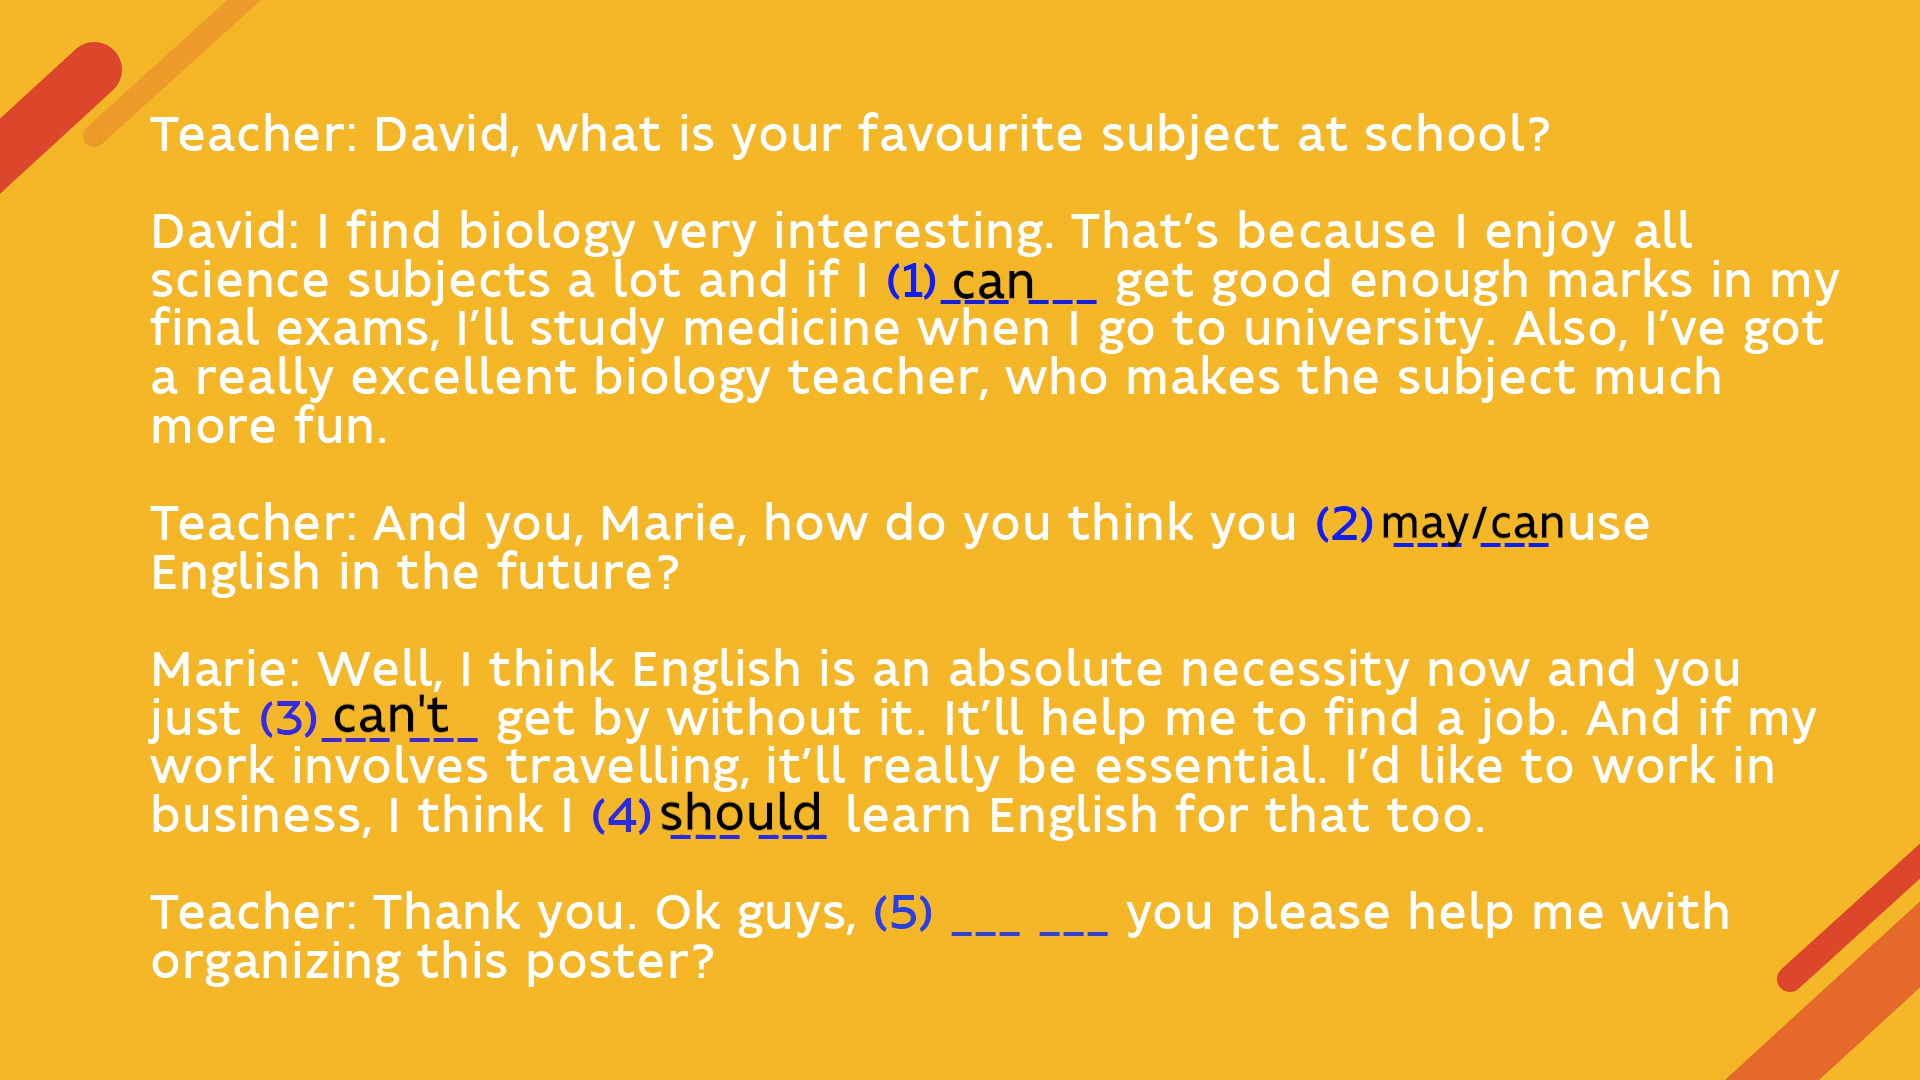 Teacher: David, what is your favourite subject at school?
David: I find biology very interesting. That’s because I enjoy all
science subjects a lot and if I (1) can get good enough marks in my
final exams, I’ll study medicine when I go to university. Also, I’ve got
a really excellent biology teacher, who makes the subject much
more fun.
Teacher: And you, Marie, how do you think you (2) may/can use
English in the future?
Marie: Well, I think English is an absolute necessity now and you
just (3) can't get by without it. It’ll help me to find a job. And if my
work involves travelling, it’ll really be essential. I’d like to work in
business, I think I (4) should learn English for that too.
Teacher: Thank you. Ok guys, (5) ___ ___ you please help me with
organizing this poster?